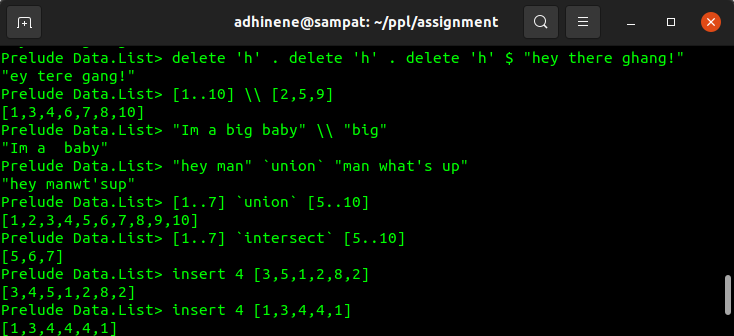 adhinene@sampat: ~/ppl/assignment
Prelude Data.List> delete 'h' . delete 'h' . delete 'h' $ "hey there ghang!"
"ey tere gang!"
Prelude Data.List> [1..10] \\ [2,5,9]
[1,3,4,6,7,8,10]
Prelude Data.List> "Im a big baby" \\ "big"
"Im a  baby"
Prelude Data.List> "hey man" `union` "man what's up"
"hey manwt'sup"
Prelude Data.List> [1..7] `union` [5..10]
[1,2,3,4,5,6,7,8,9,10]
Prelude Data.List> [1..7] `intersect` [5..10]
[5,6,7]
Prelude Data.List> insert 4 [3,5,1,2,8,2]
[3,4,5,1,2,8,2]
Prelude Data.List> insert 4 [1,3,4,4,1]
[1,3,4,4,4,1]